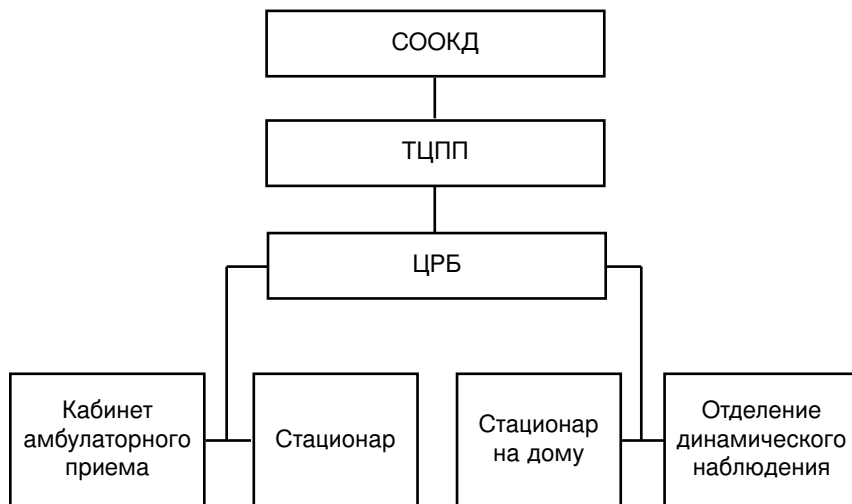 СООКД
ТЦПП
ЦРБ
Кабинет
амбулаторного
приема
Стационар
Стационар
на дому
Отделение
динамического
наблюдения